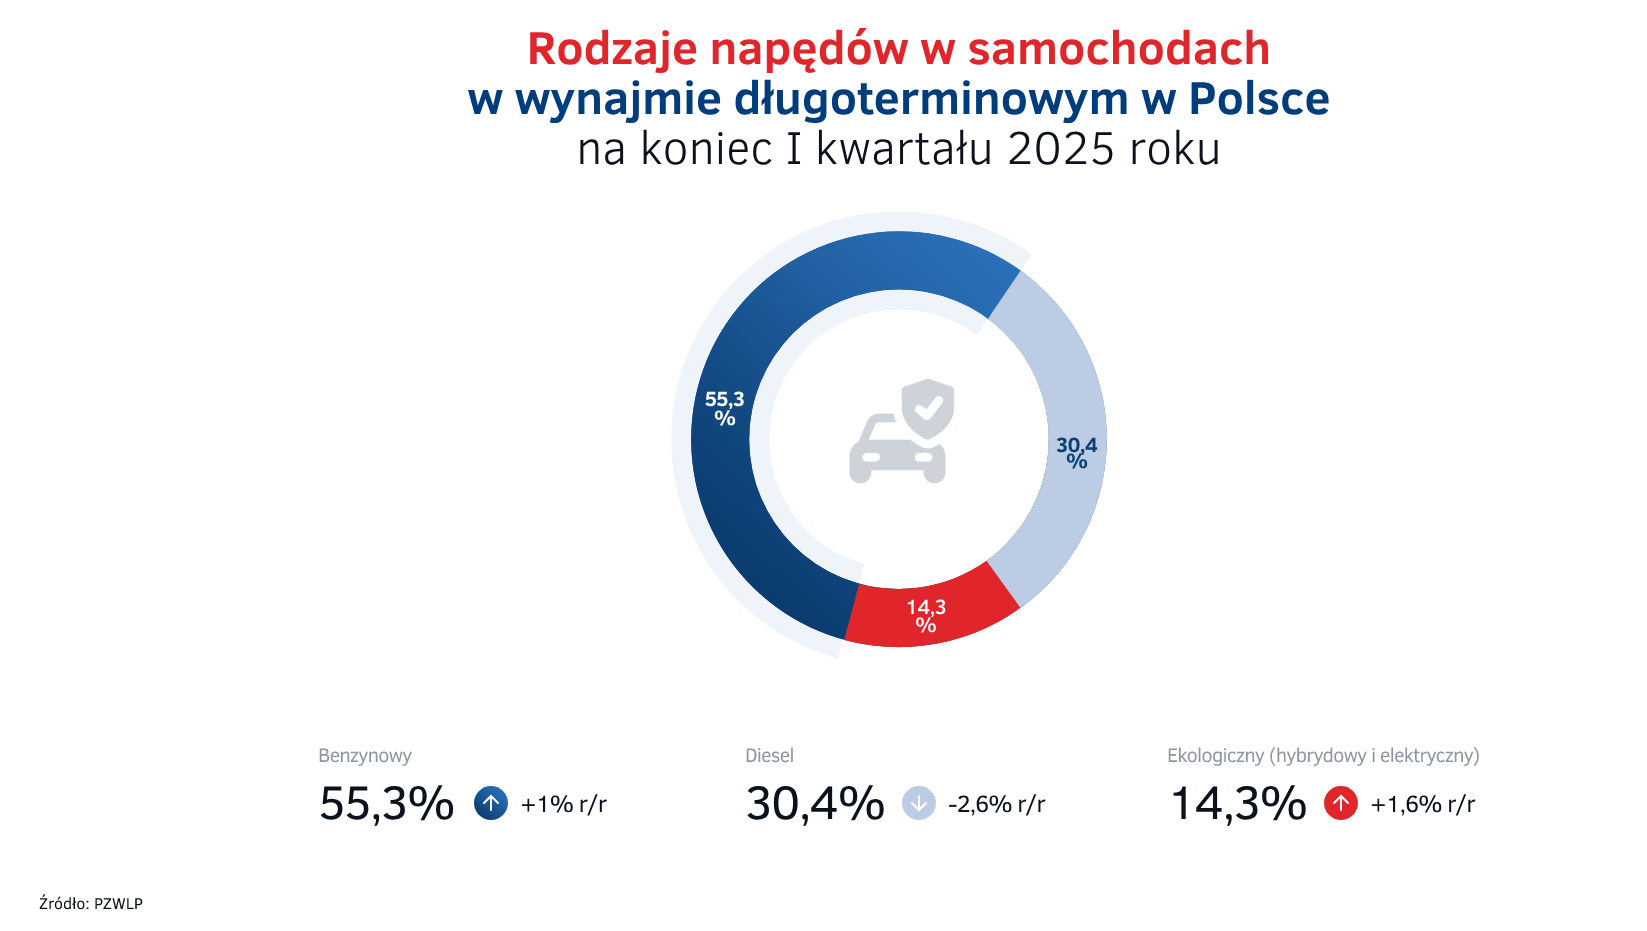 Rodzaje napędów w samochodach
w wynajmie długoterminowym w Polsce
na koniec I kwartału 2025 roku
55,3
%
30,4
%
14,3
%
Benzynowy
55,3% +1% r/r
Diesel
30,4% -2,6% r/r
Ekologiczny (hybrydowy i elektryczny)
14,3% +1,6% r/r
Źródło: PZWLP